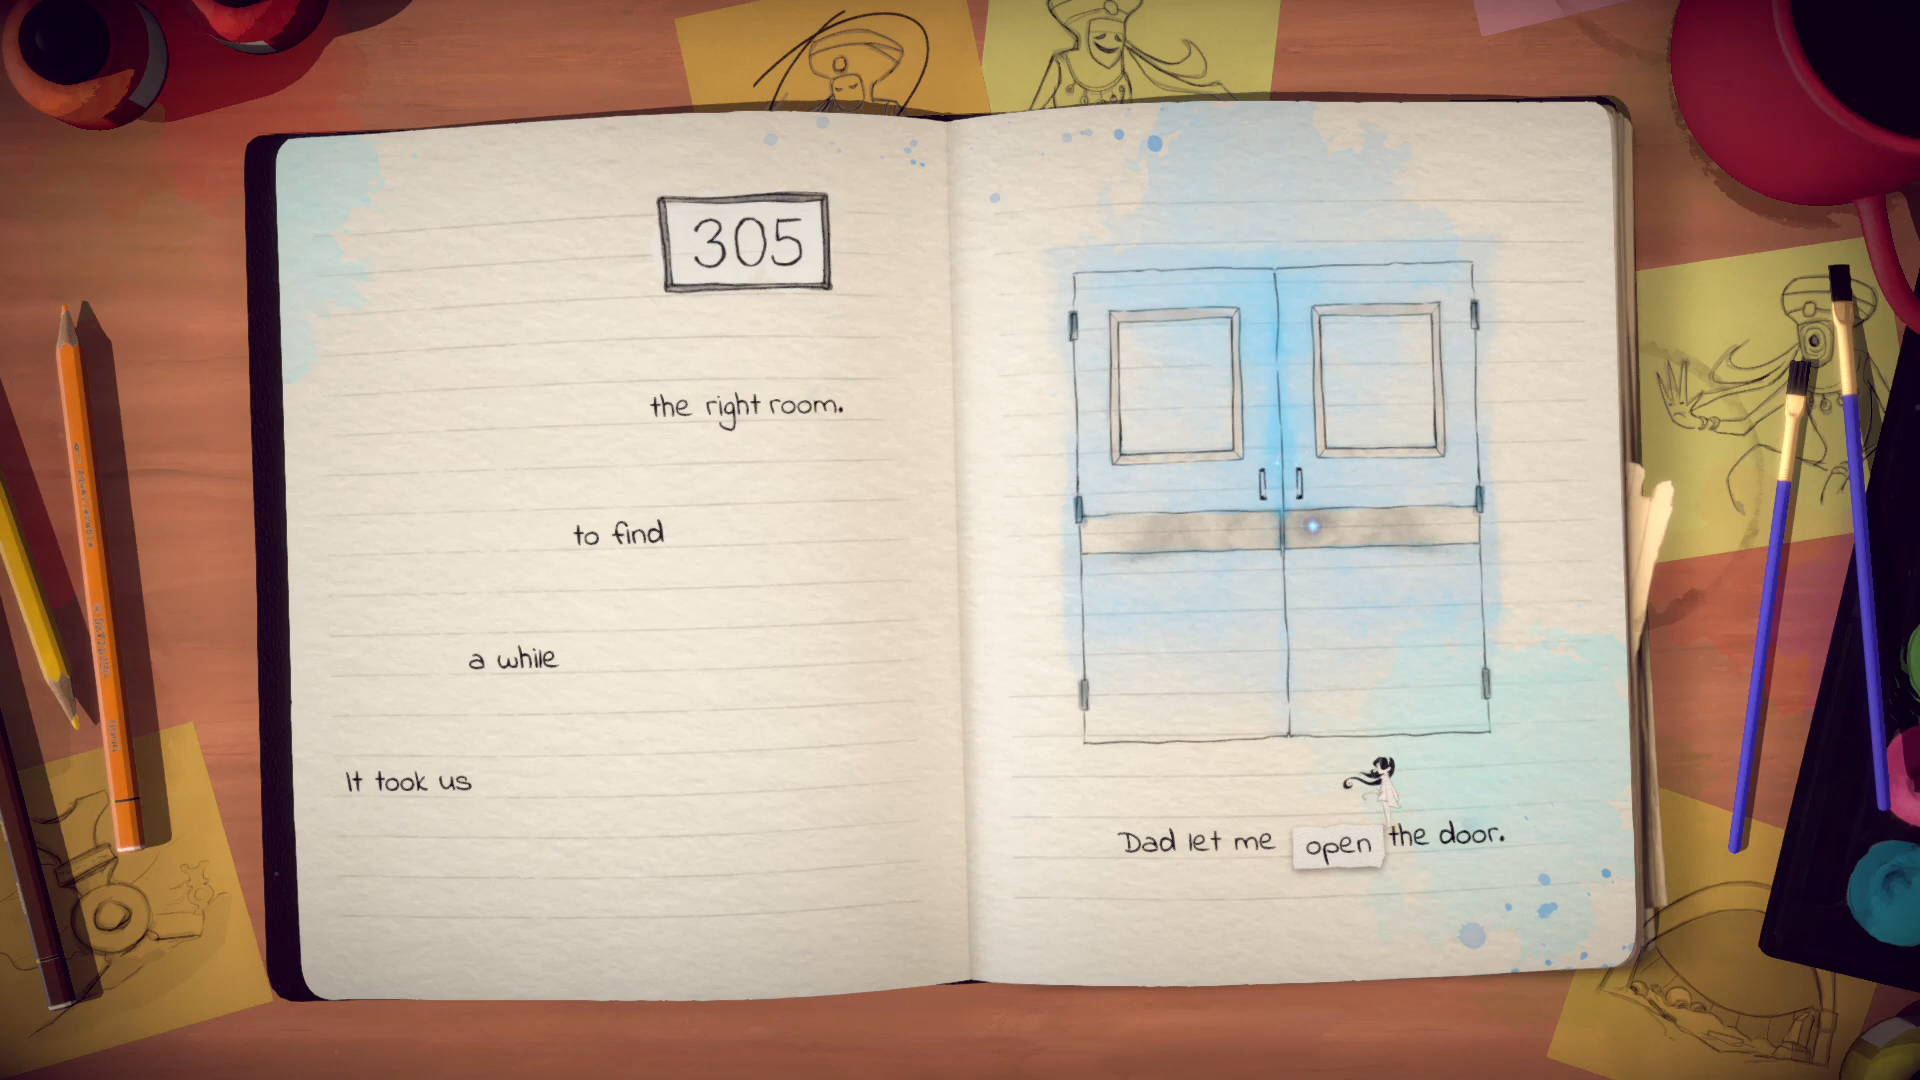 305
the right room.
to find
a while
It took us
Dad let me open the door.